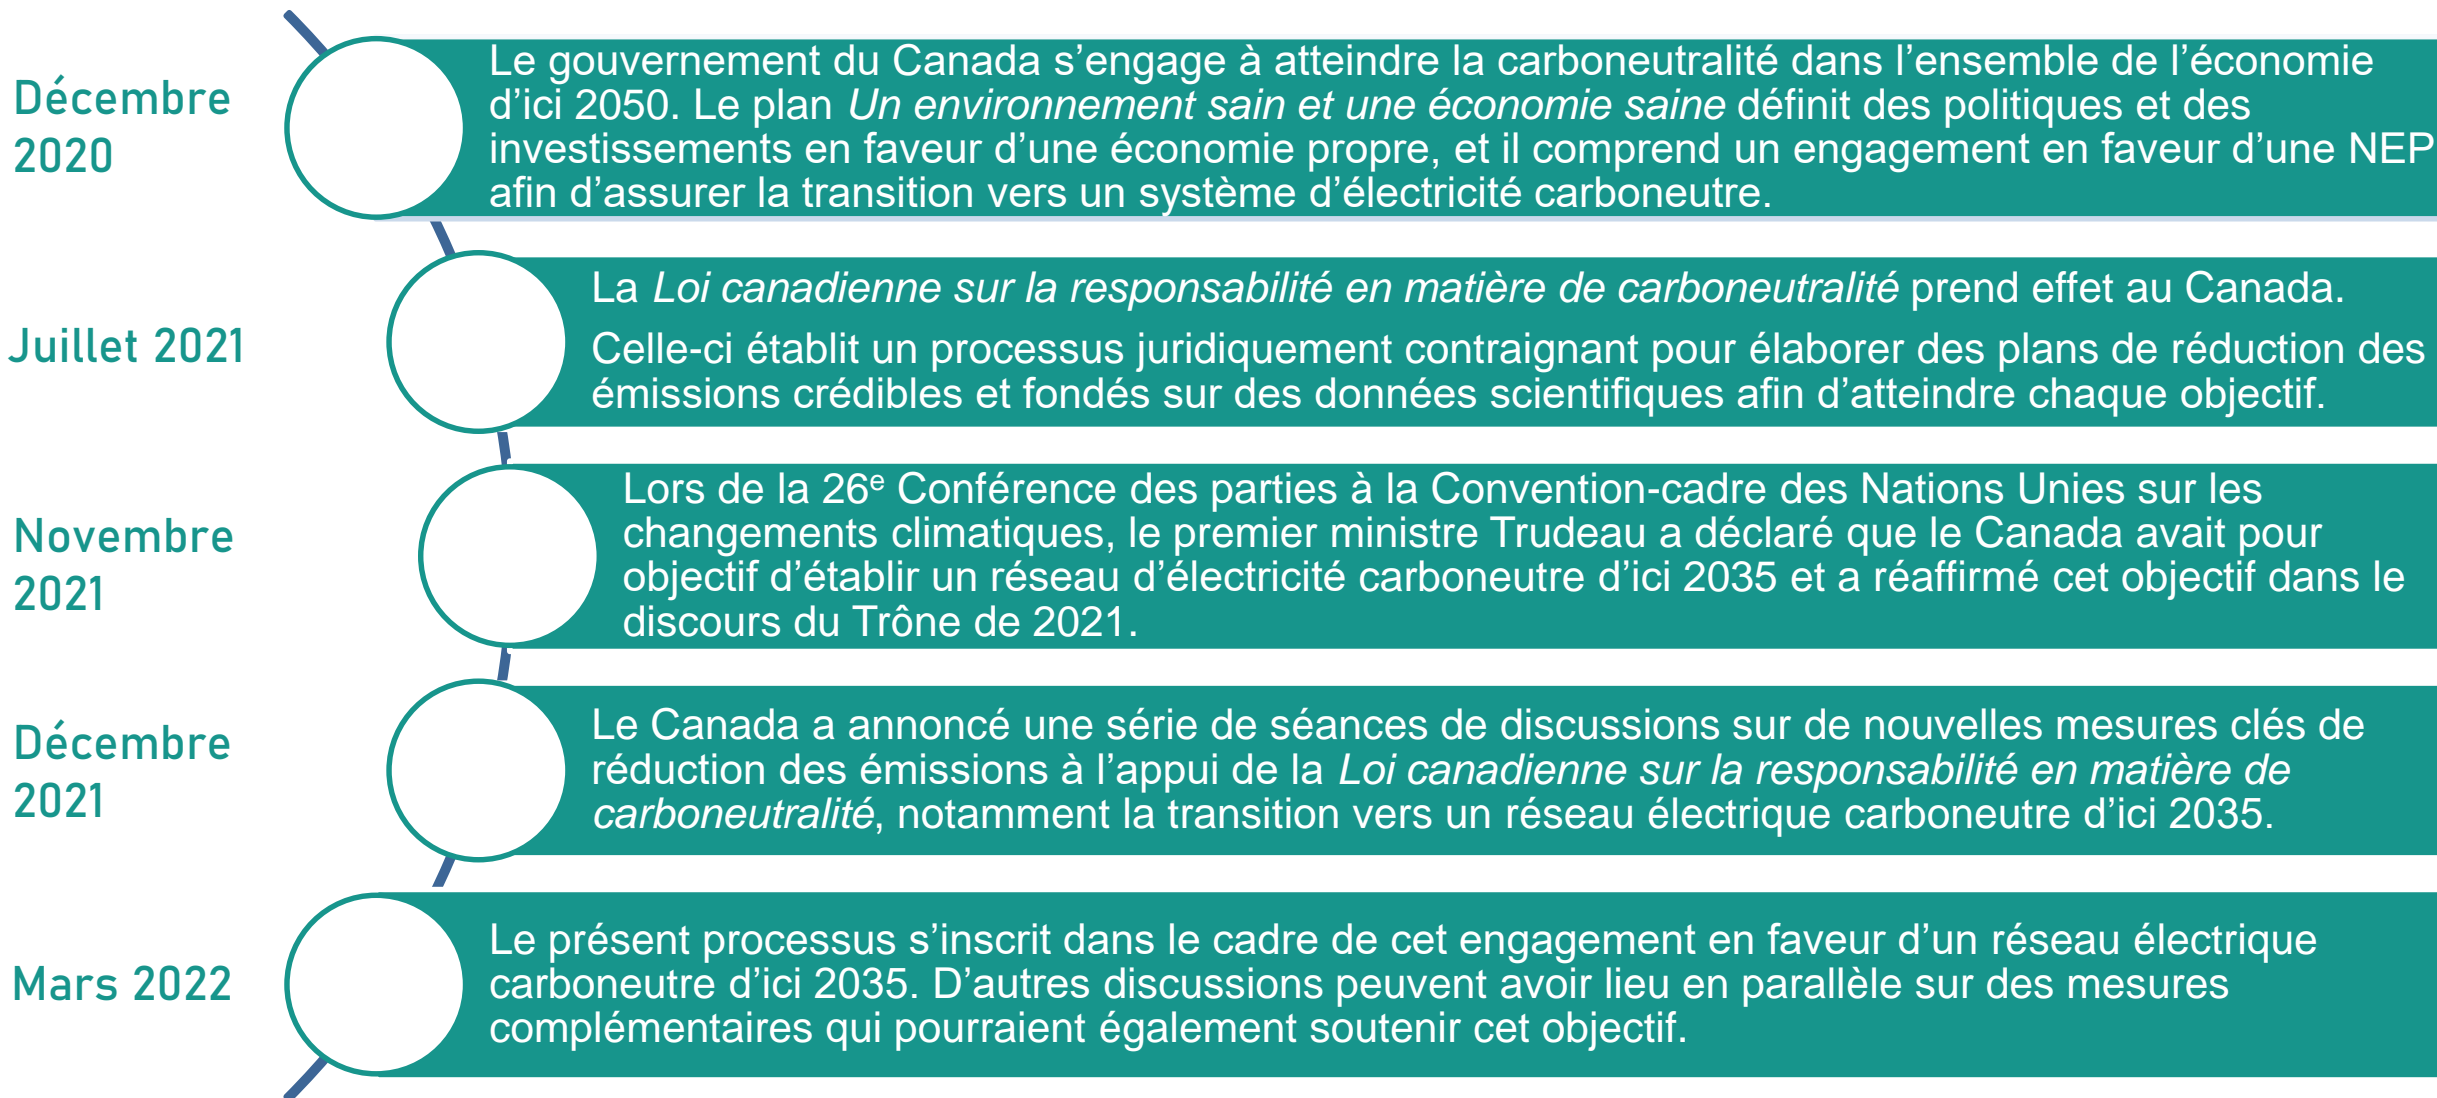 Décembre
2020
Le gouvernement du Canada s’engage à atteindre la carboneutralité dans l’ensemble de l’économie
d’ici 2050. Le plan Un environnement sain et une économie saine définit des politiques et des
investissements en faveur d’une économie propre, et il comprend un engagement en faveur d’une NEP
afin d’assurer la transition vers un système d’électricité carboneutre.
Juillet 2021
La Loi canadienne sur la responsabilité en matière de carboneutralité prend effet au Canada.
Celle-ci établit un processus juridiquement contraignant pour élaborer des plans de réduction des
émissions crédibles et fondés sur des données scientifiques afin d’atteindre chaque objectif.
Novembre
2021
Lors de la 26e Conférence des parties à la Convention-cadre des Nations Unies sur les
changements climatiques, le premier ministre Trudeau a déclaré que le Canada avait pour
objectif d’établir un réseau d’électricité carboneutre d’ici 2035 et a réaffirmé cet objectif dans le
discours du Trône de 2021.
Décembre
2021
Le Canada a annoncé une série de séances de discussions sur de nouvelles mesures clés de
réduction des émissions à l’appui de la Loi canadienne sur la responsabilité en matière de
carboneutralité, notamment la transition vers un réseau électrique carboneutre d’ici 2035.
Mars 2022
Le présent processus s’inscrit dans le cadre de cet engagement en faveur d’un réseau électrique
carboneutre d’ici 2035. D’autres discussions peuvent avoir lieu en parallèle sur des mesures
complémentaires qui pourraient également soutenir cet objectif.